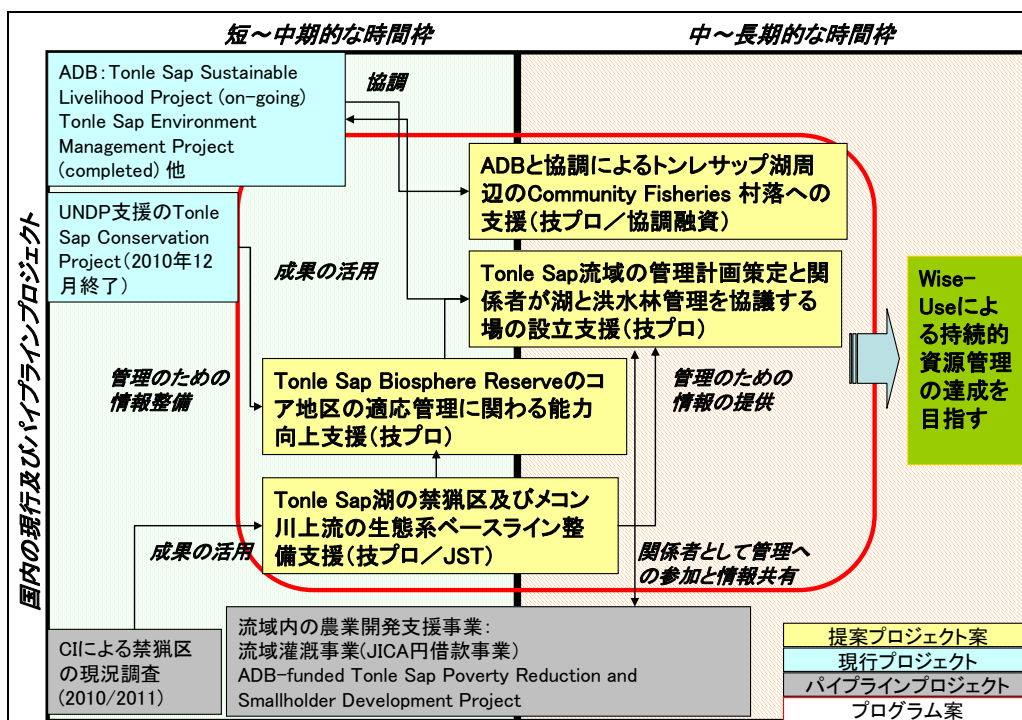 短～中期的な時間枠
中～長期的な時間枠
国内の現行及びパイプラインプロジェクト
ADB：Tonle Sap Sustainable
Livelihood Project (on-going)
Tonle Sap Environment
Management Project
(completed) 他
協調
UNDP支援のTonle
Sap Conservation
Project（2010年12
月終了）
ADBと協調によるトンレサップ湖周
辺のCommunity Fisheries 村落への
支援（技プロ／協調融資）
成果の活用
Tonle Sap流域の管理計画策定と関
係者が湖と洪水林管理を協議する
場の設立支援（技プロ）
Wise-
Useによ
る持続的
資源管理
の達成を
目指す
管理のための
情報整備
Tonle Sap Biosphere Reserveのコ
ア地区の適応管理に関わる能力
向上支援（技プロ）
管理のための
情報の提供
Tonle Sap湖の禁猟区及びメコン
川上流の生態系ベースライン整
備支援（技プロ／JST）
成果の活用
関係者として管理へ
の参加と情報共有
CIによる禁猟区
の現況調査
(2010/2011)
流域内の農業開発支援事業：
流域灌漑事業（JICA円借款事業）
ADB-funded Tonle Sap Poverty Reduction and
Smallholder Development Project
提案プロジェクト案
現行プロジェクト
パイプラインプロジェクト
プログラム案